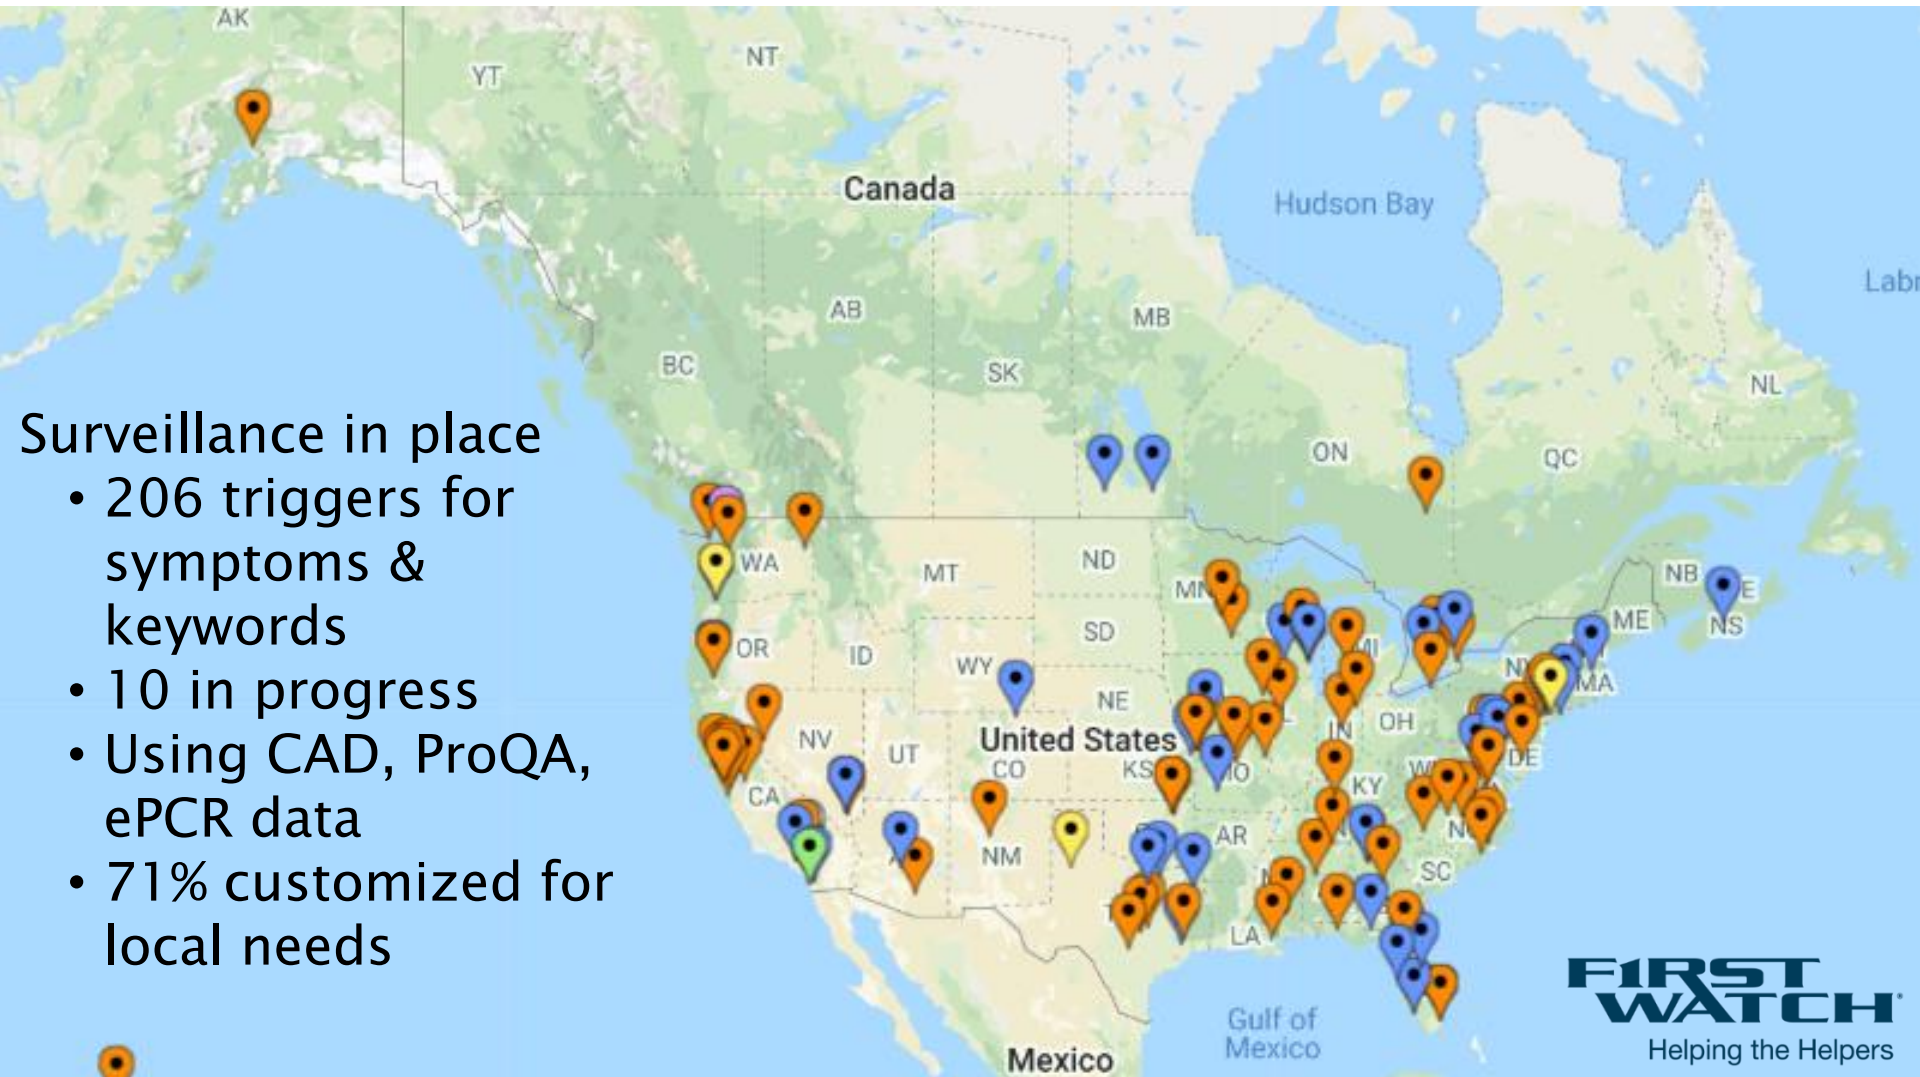 AK
YT
NT
Canada
Hudson Bay
Labr
AB
MB
BC
SK
NL
ON
QC
Surveillance in place
• 206 triggers for
symptoms &
keywords
• 10 in progress
• Using CAD, ProQA,
ePCR data
• 71% customized for
local needs
WA
MT
ND
NB
E
NS
ME
OR
ID
WY
SD
MA
NE
OH
IN
NV
UT
United States
CO
KS
KY
DE
CA
NM
AR
SC
LA
Gulf of
Mexico
Mexico
F1RST
WATCH
Helping the Helpers